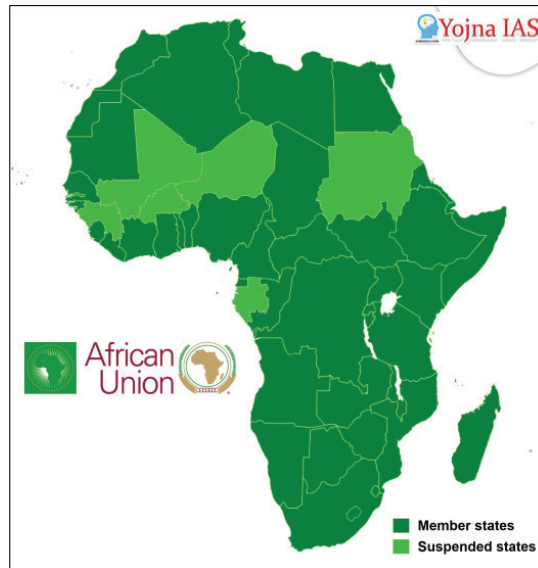 Yojna IAS
African
Union
Member states
Suspended states